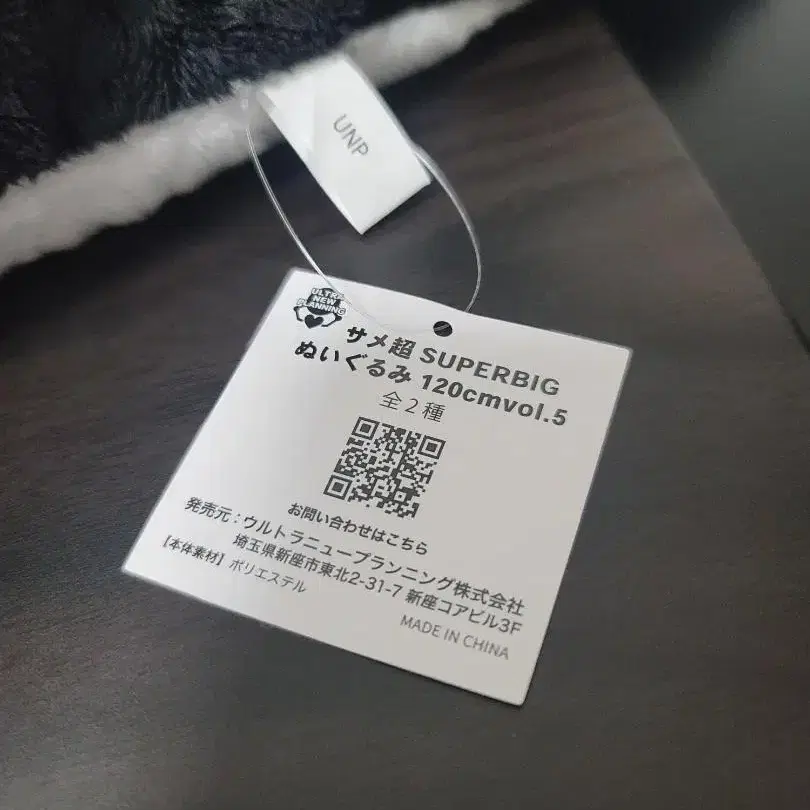 UNP
ULTRA
NEW
PLANNING
サメ超 SUPERBIG
ぬいぐるみ 120cmvol.5
全2種
お問い合わせはこちら
発売元:ウルトラニュープランニング株式会社
埼玉県新座市東北2-31-7 新座コアビル3F
【本体素材】ポリエステル
MADE IN CHINA